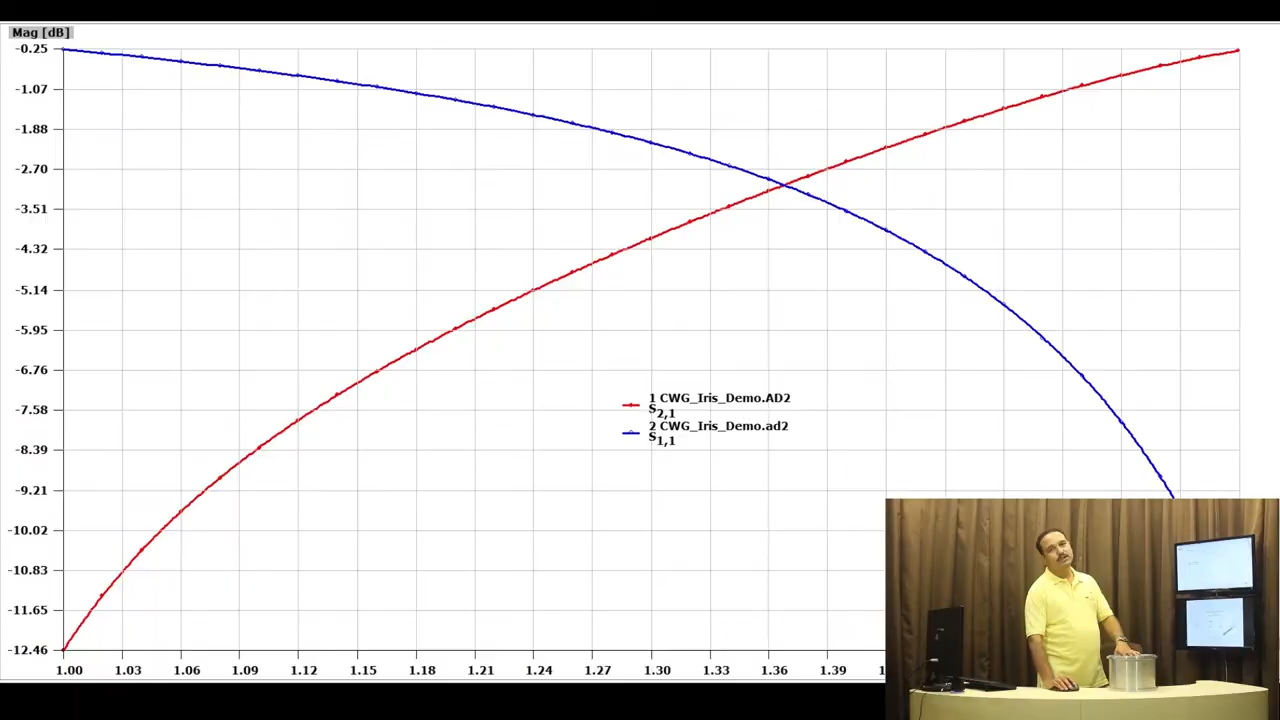 Mag [dB]
-0.25
-1.07
-1.88
-2.70
-3.51
-4.32
-5.14
-5.95
-6.76
-7.58
-8.39
-9.21
-10.02
-10.83
-11.65
-12.46
1 CWG_Iris_Demo.AD2
S2,1
2 CWG_Iris_Demo.ad2
S1,1
1.00 1.03 1.06 1.09 1.12 1.15 1.18 1.21 1.24 1.27 1.30 1.33 1.36 1.39